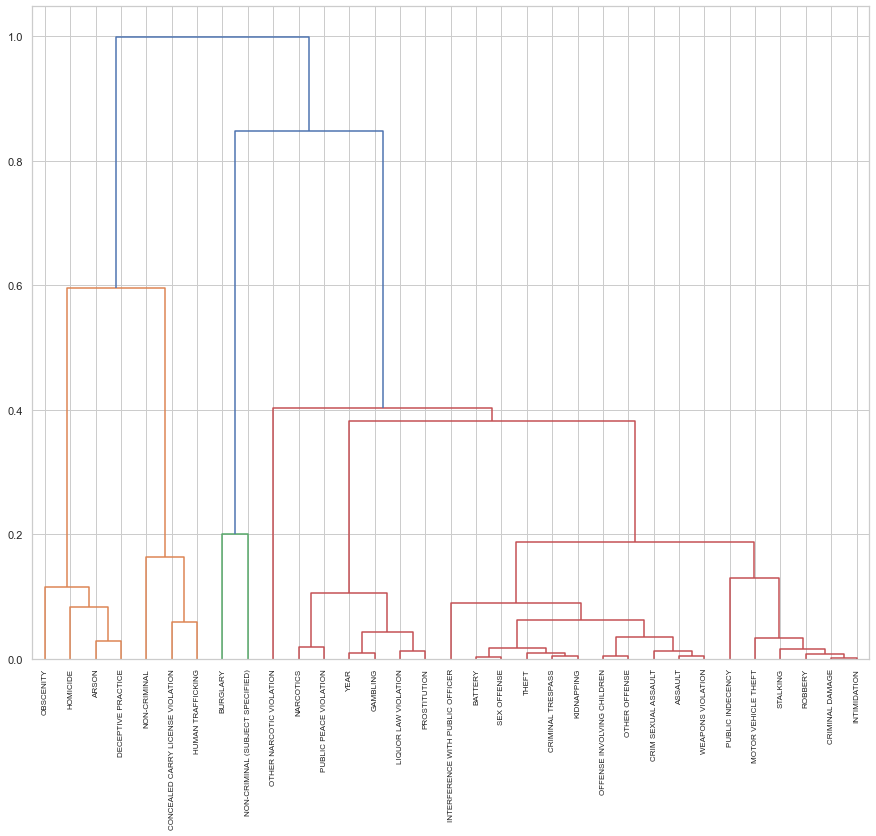 1.0
0.8
0.6
0.4
0.2
0.0
OBSCENITY
HOMICIDE
ARSON
DECEPTIVE PRACTICE
NON-CRIMINAL
CONCEALED CARRY LICENSE VIOLATION
HUMAN TRAFFICKING
BURGLARY
NON-CRIMINAL (SUBJECT SPECIFIED)
OTHER NARCOTIC VIOLATION
NARCOTICS
PUBLIC PEACE VIOLATION
YEAR
GAMBLING
LIQUOR LAW VIOLATION
PROSTITUTION
INTERFERENCE WITH PUBLIC OFFICER
BATTERY
SEX OFFENSE
THEFT
CRIMINAL TRESPASS
KIDNAPPING
OFFENSE INVOLVING CHILDREN
OTHER OFFENSE
CRIM SEXUAL ASSAULT
ASSAULT
WEAPONS VIOLATION
PUBLIC INDECENCY
MOTOR VEHICLE THEFT
STALKING
ROBBERY
CRIMINAL DAMAGE
INTIMIDATION